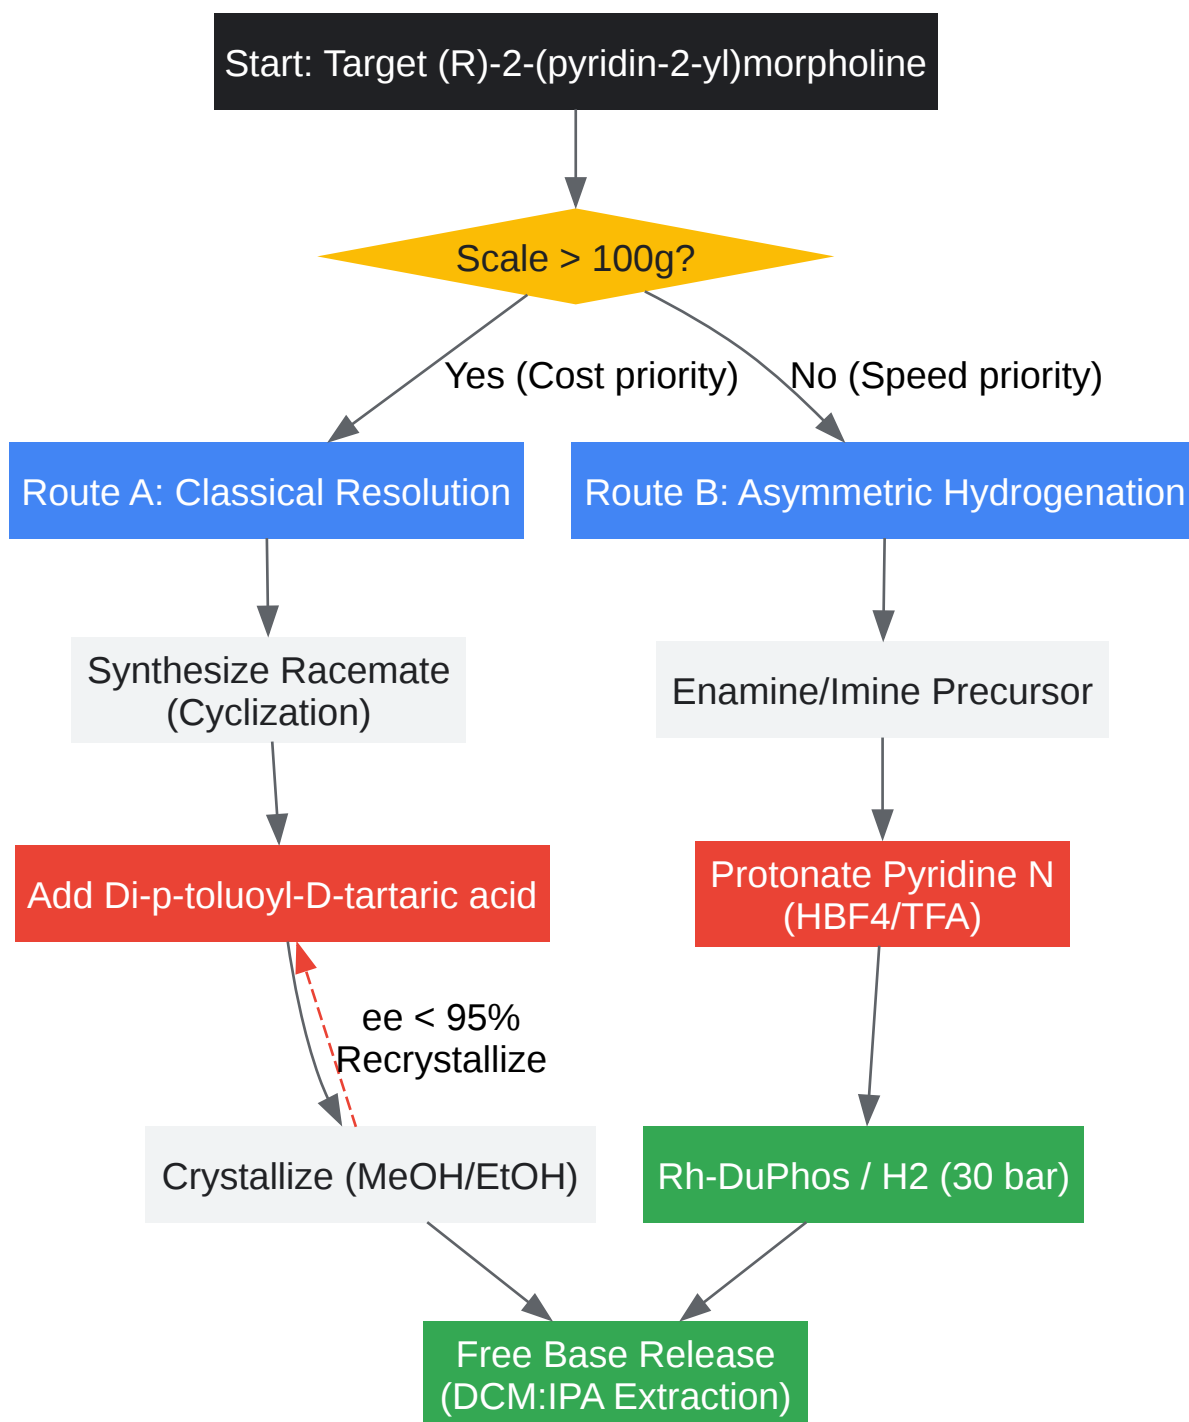 Start: Target (R)-2-(pyridin-2-yl)morpholine
Scale > 100g?
Yes (Cost priority)
No (Speed priority)
Route A: Classical Resolution
Route B: Asymmetric Hydrogenation
Synthesize Racemate
(Cyclization)
Enamine/Imine Precursor
Add Di-p-toluoyl-D-tartaric acid
Protonate Pyridine N
(HBF4/TFA)
ee < 95%
Recrystallize
Crystallize (MeOH/EtOH)
Rh-DuPhos / H2 (30 bar)
Free Base Release
(DCM:IPA Extraction)